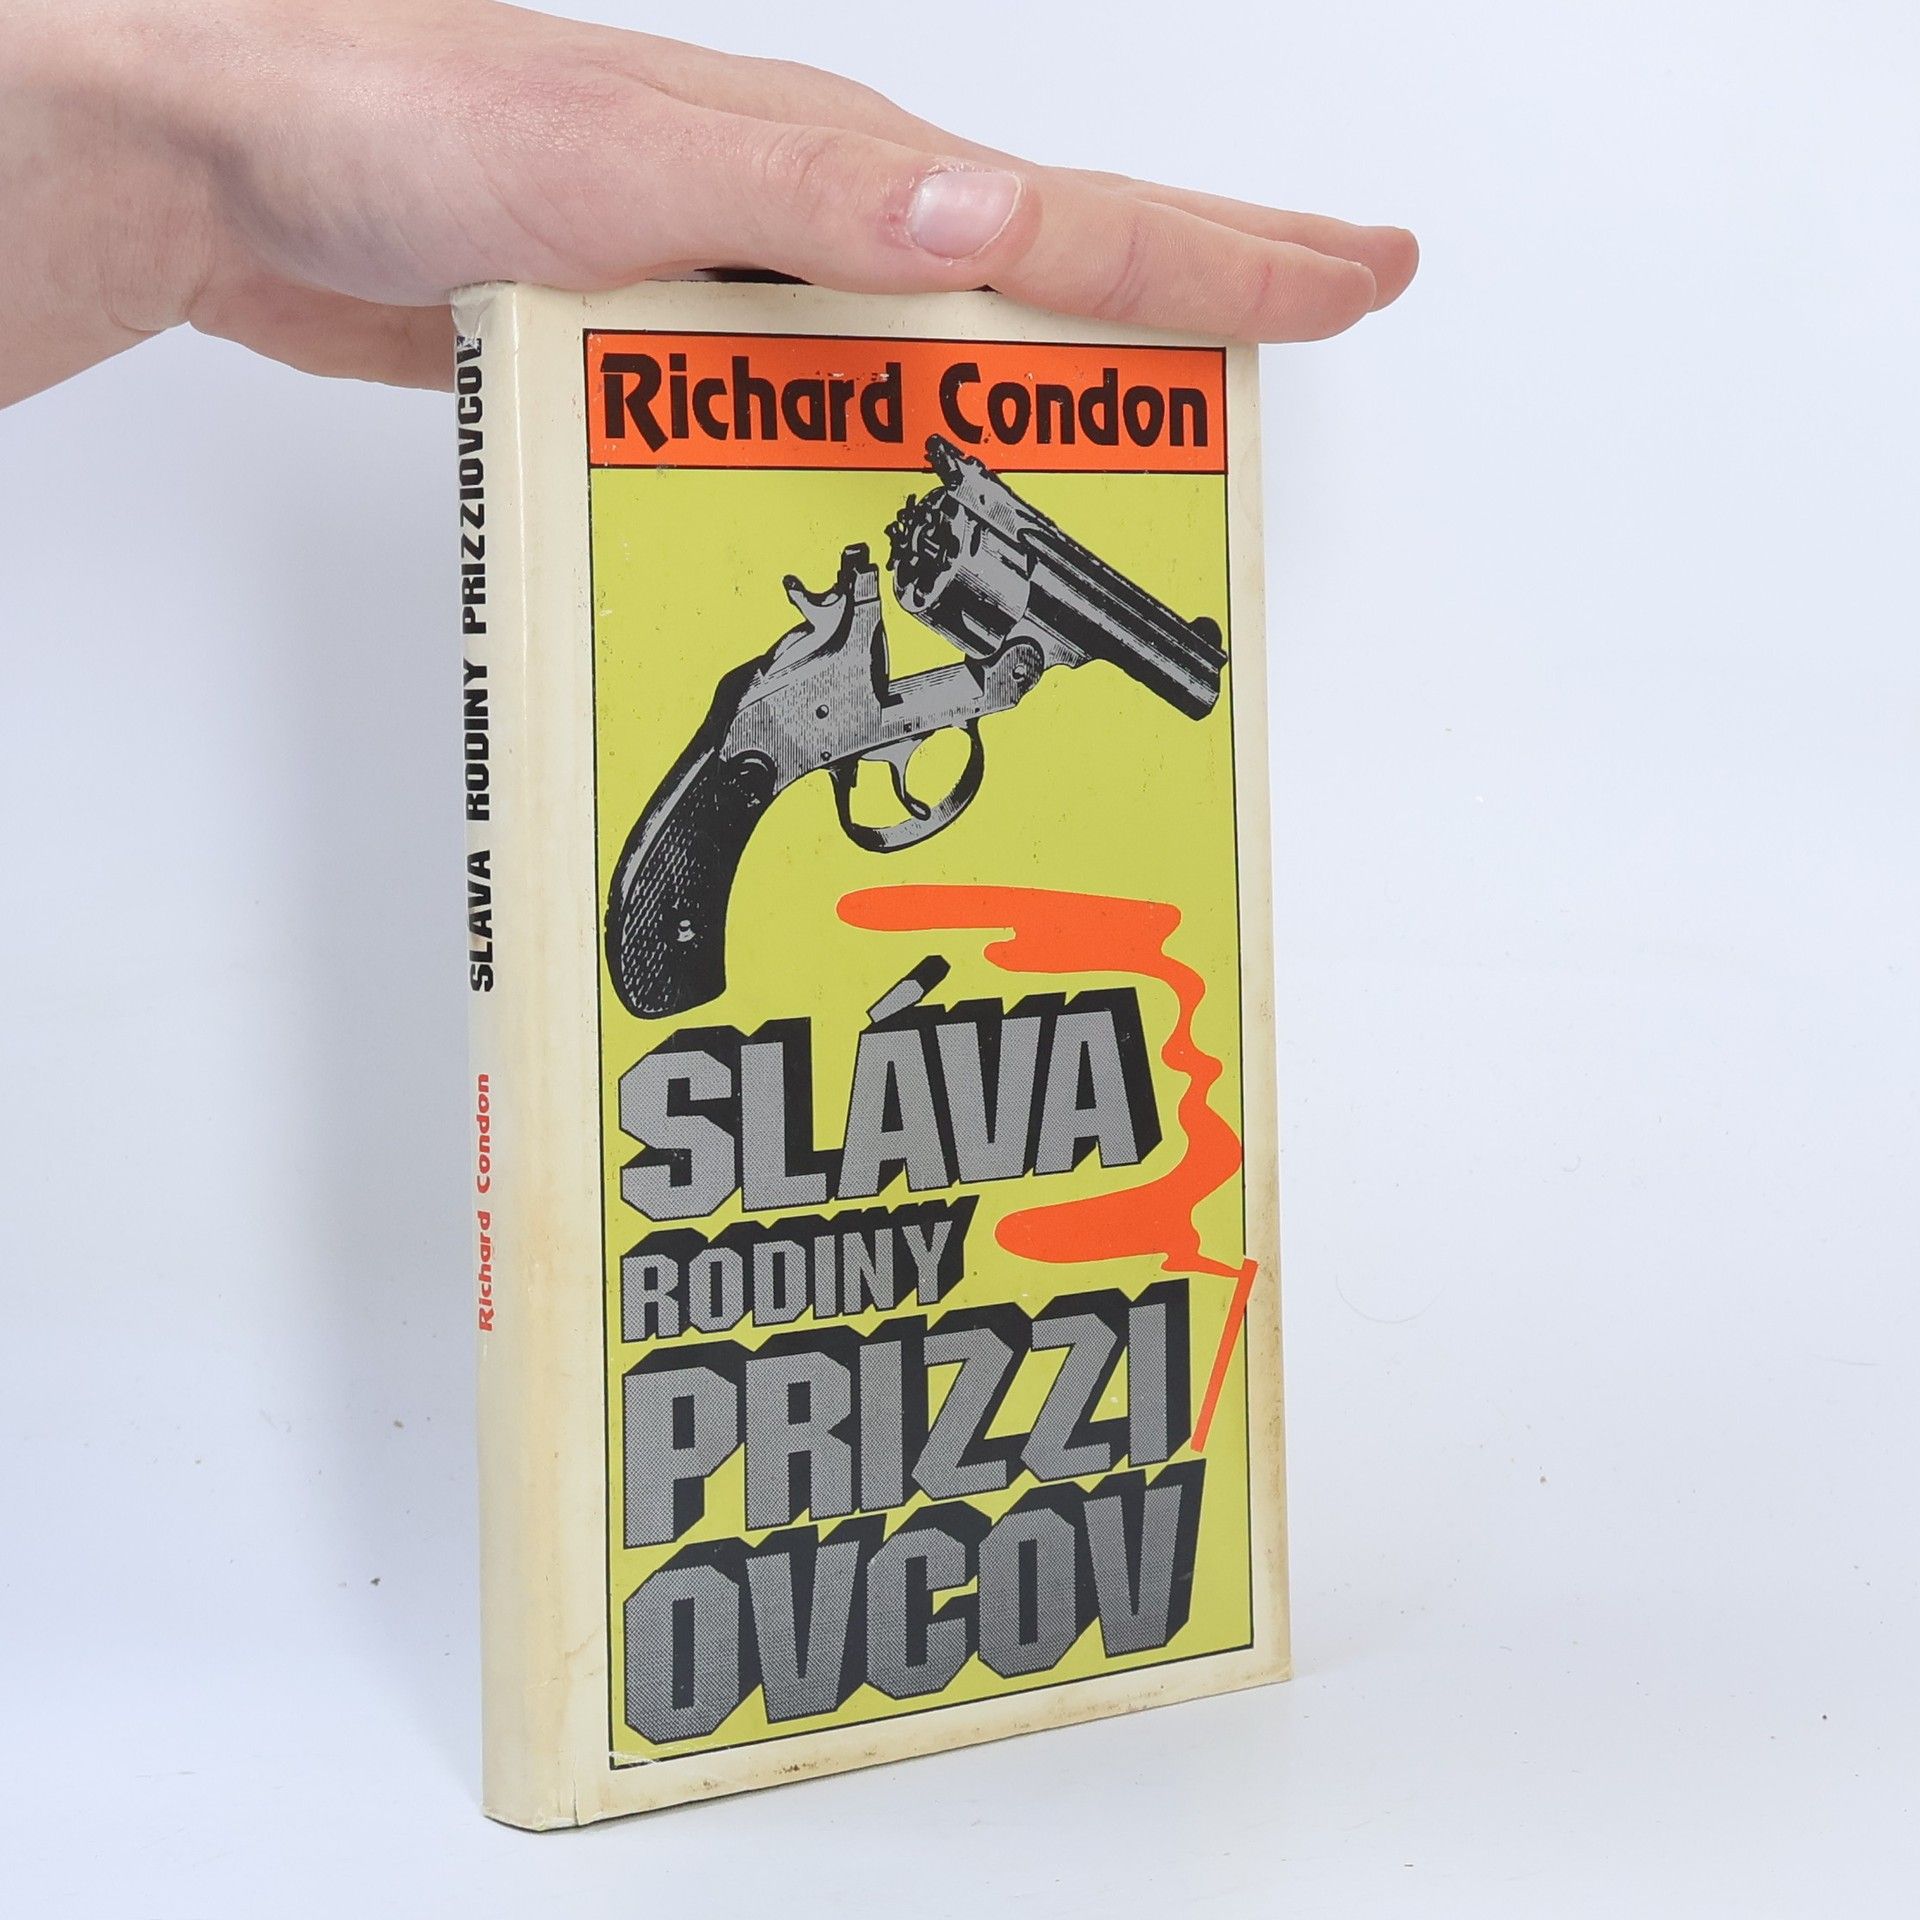 Richard Condon
SLÁVA
RODINY
PRIZZI
OVCOV
SLÁVA RODINY PRIZZIOVCOV
Richard Condon